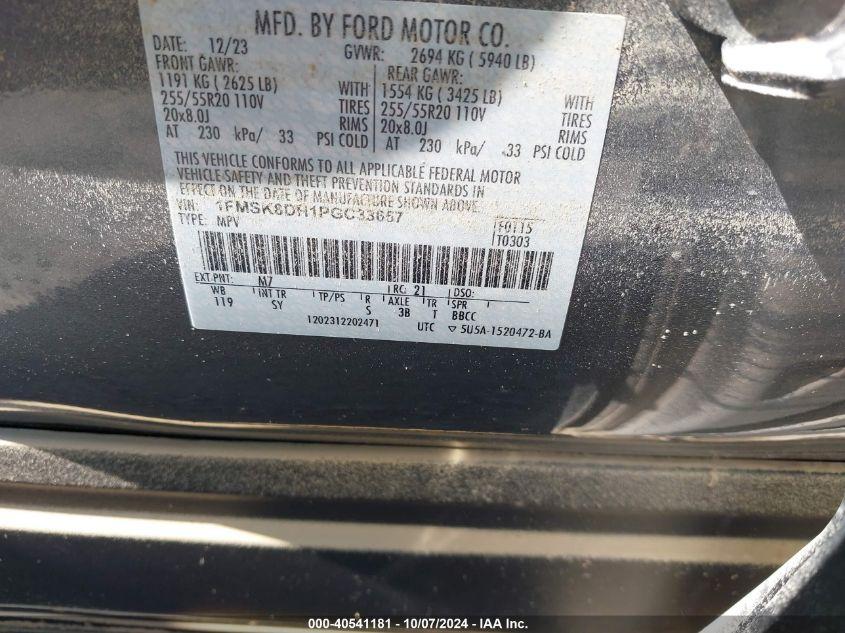 MFD. BY FORD MOTOR CO.
DATE: 12/23 GVWR: 2694 KG ( 5940 LB)
FRONT GAWR: REAR GAWR:
1191 KG ( 2625 LB) WITH 1554 KG ( 3425 LB) WITH
255/55R20 110V TIRES 255/55R20 110V TIRES
20x8.0J RIMS 20x8.0J RIMS
AT 230 kPa/ 33 PSI COLD AT 230 kPa/ 33 PSI COLD
THIS VEHICLE CONFORMS TO ALL APPLICABLE FEDERAL MOTOR
VEHICLE SAFETY AND THEFT PREVENTION STANDARDS IN
EFFECT ON THE DATE OF MANUFACTURE SHOWN ABOVE.
VIN: 1FMSK8DH1PGC33657
TYPE: MPV F0115
T0303
EXT PNT: M7 RC: 21 DSO:
WB INT TR TP/PS R AXLE TR SPR
119 SY S 3B T BBCC
1202312202471 UTC ▽ 5U5A-1520472-BA
000-40541181 - 10/07/2024 - IAA Inc.